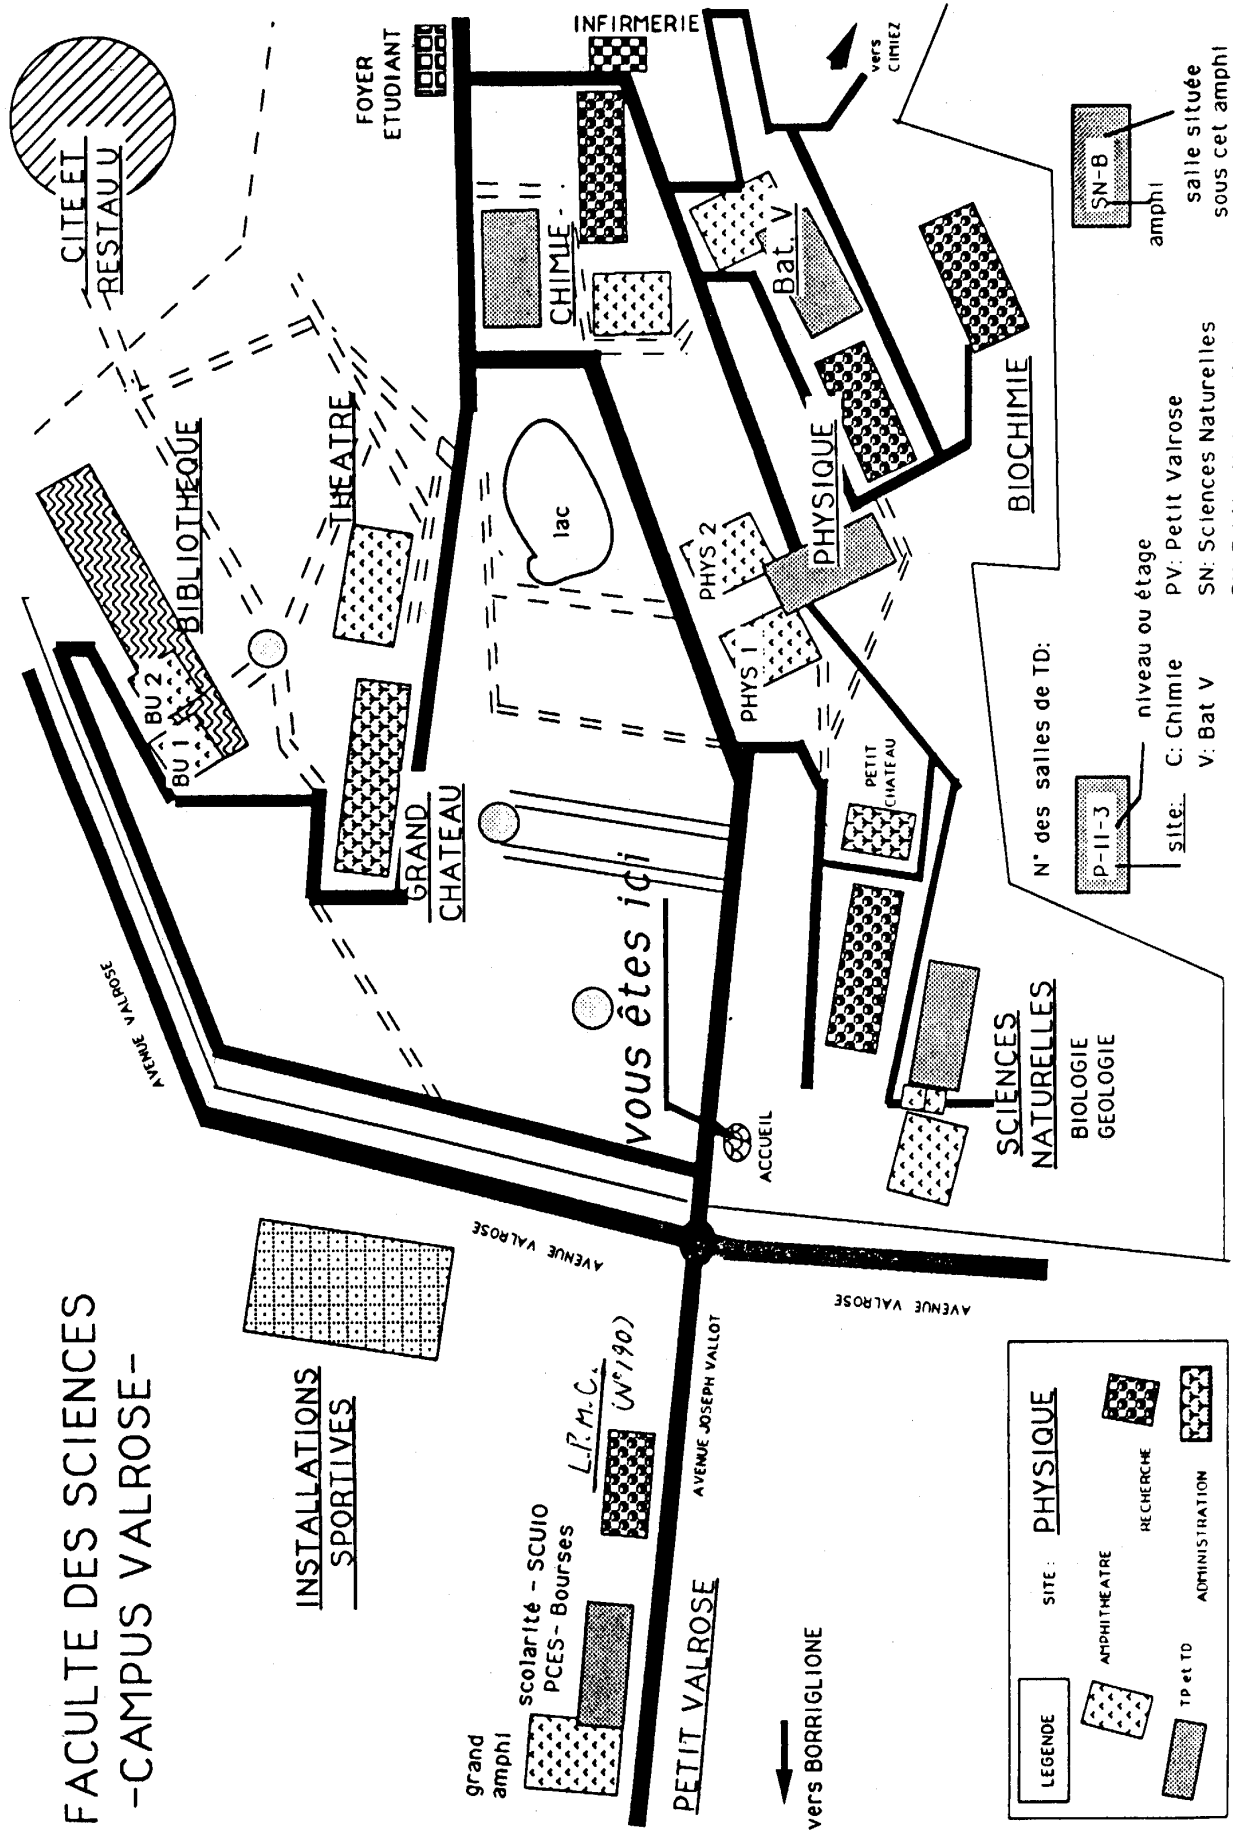 FACULTE DES SCIENCES
-CAMPUS VALROSE-
CITE ET
RESTAU U
FOYER
ETUDIANT
INFIRMERIE
vers
CIMIEZ
BIBLIOTHEQUE
BU 1
BU 2
THEATRE
CHIMIE
lac
Bat. V
GRAND
CHATEAU
PHYS 1
PHYS 2
PHYSIQUE
BIOCHIMIE
PETIT
CHATEAU
vous êtes ici
ACCUEIL
SCIENCES
NATURELLES
BIOLOGIE
GEOLOGIE
AVENUE VALROSE
AVENUE VALROSE
AVENUE VALROSE
INSTALLATIONS
SPORTIVES
L.P.M.C.
(N°190)
AVENUE JOSEPH VALLOT
scolarité - SCUIO
PCES- Bourses
grand
amphi
PETIT VALROSE
vers BORRIGLIONE
N° des salles de TD:
P-II-3
niveau ou étage
site:
C: Chimie
PV: Petit Valrose
V: Bat V
SN: Sciences Naturelles
SN-B
amphi
salle située
sous cet amphi
LEGENDE
SITE :
PHYSIQUE
AMPHITHEATRE
RECHERCHE
TP et TD
ADMINISTRATION